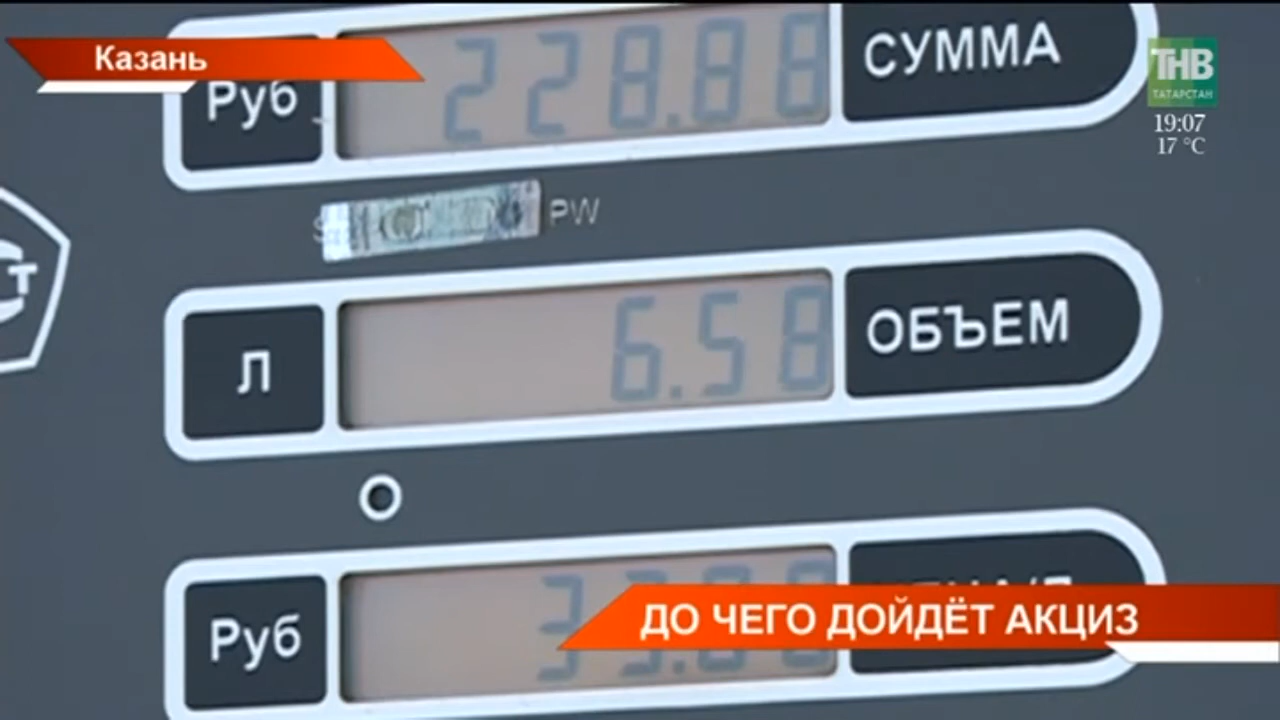 Казань
Руб
228.88
СУММА
ТНВ
ТАТАРСТАН
19:07
17 °C
PW
Л
6.58
ОБЪЕМ
Руб
ДО ЧЕГО ДОЙДЁТ АКЦИЗ